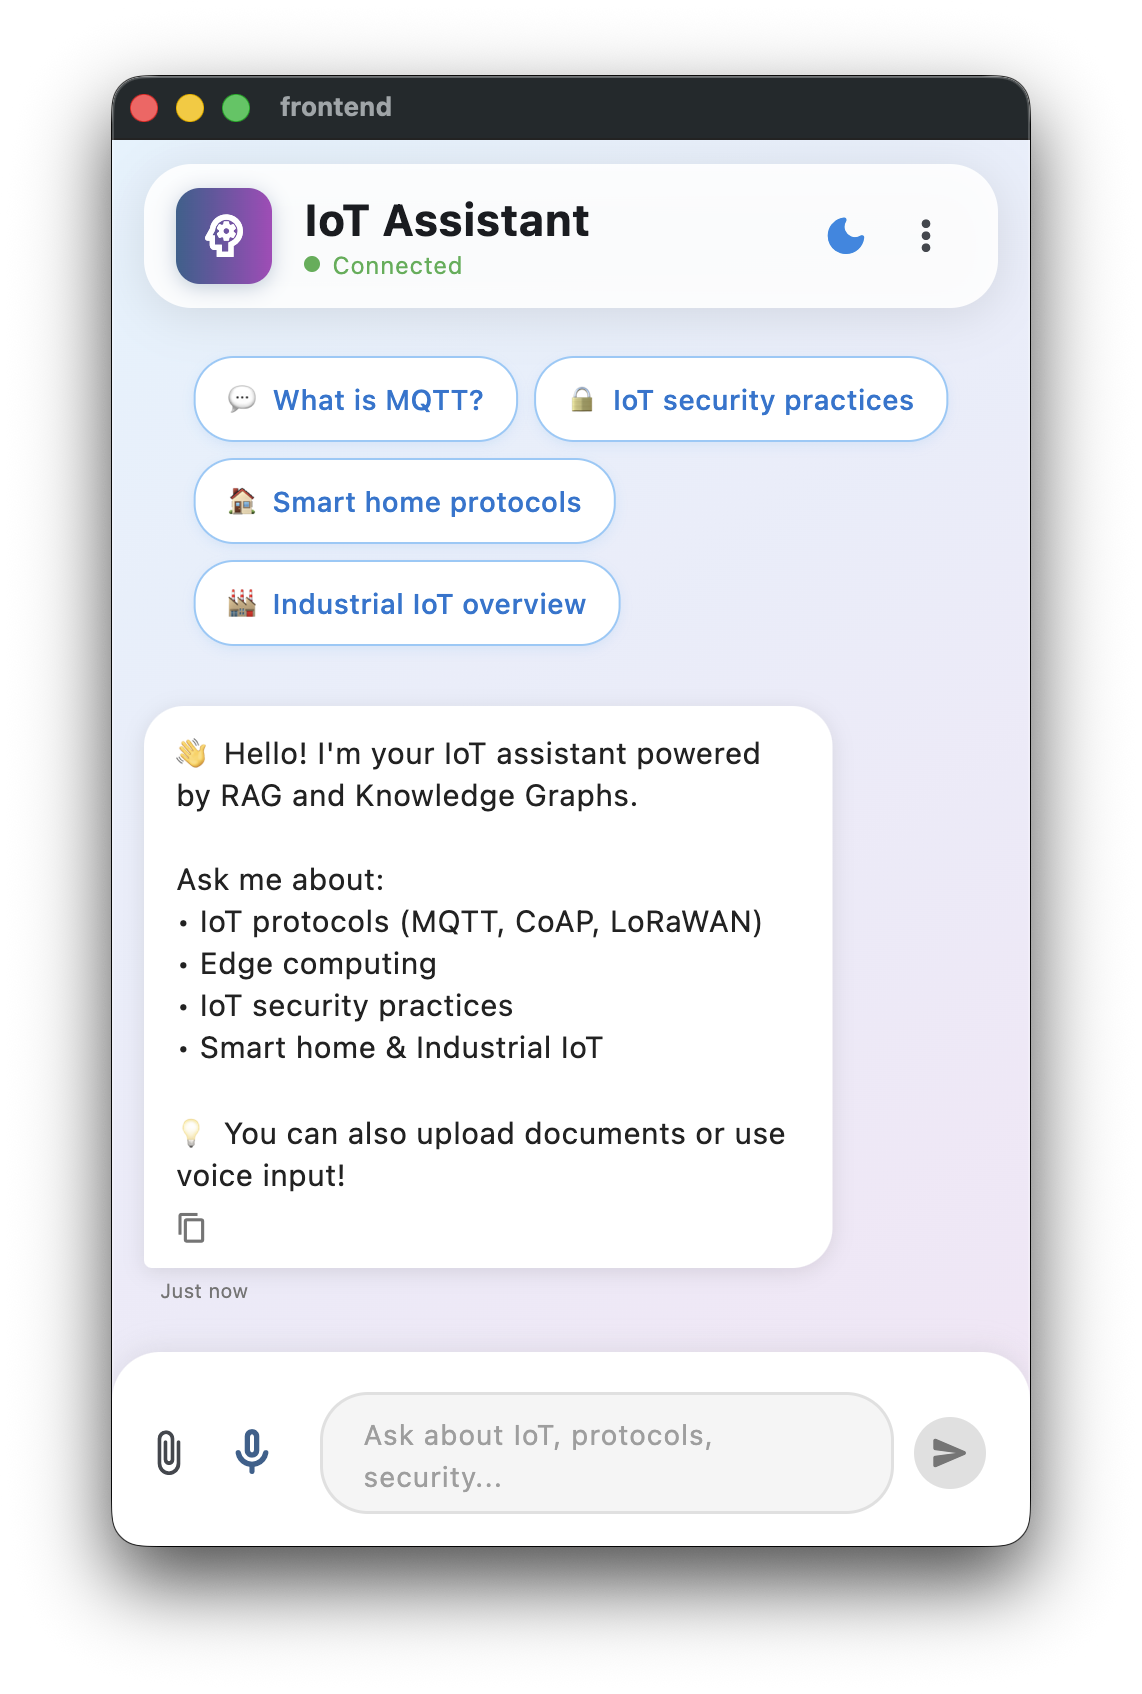 frontend
IoT Assistant
Connected
💬 What is MQTT?
🔒 IoT security practices
🏠 Smart home protocols
🏭 Industrial IoT overview
👋 Hello! I'm your IoT assistant powered
by RAG and Knowledge Graphs.
Ask me about:
• IoT protocols (MQTT, CoAP, LoRaWAN)
• Edge computing
• IoT security practices
• Smart home & Industrial IoT
💡 You can also upload documents or use
voice input!
Just now
Ask about IoT, protocols,
security...